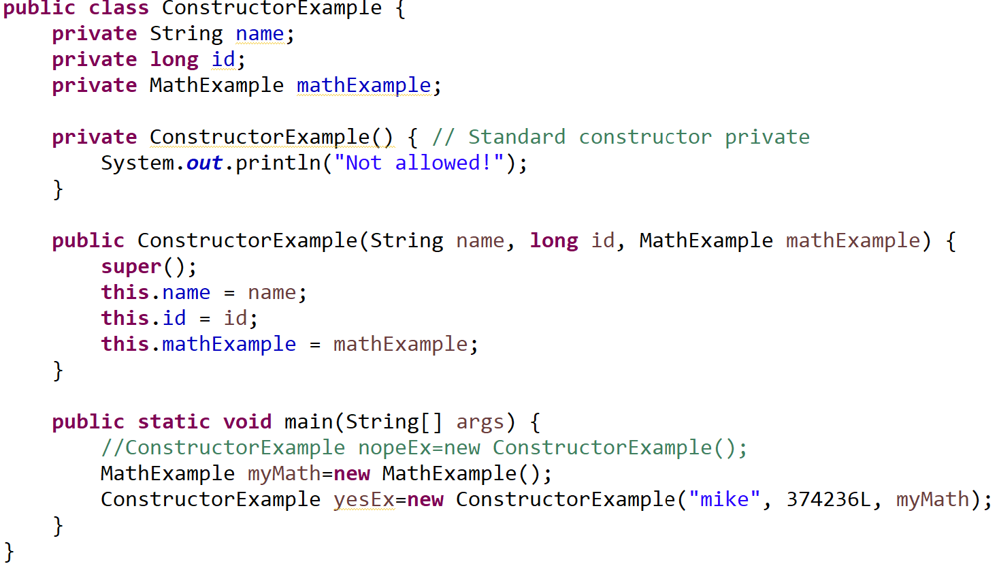 public class ConstructorExample {
    private String name;
    private long id;
    private MathExample mathExample;

    private ConstructorExample() { // Standard constructor private
        System.out.println("Not allowed!");
    }

    public ConstructorExample(String name, long id, MathExample mathExample) {
        super();
        this.name = name;
        this.id = id;
        this.mathExample = mathExample;
    }

    public static void main(String[] args) {
        //ConstructorExample nopeEx=new ConstructorExample();
        MathExample myMath=new MathExample();
        ConstructorExample yesEx=new ConstructorExample("mike", 374236L, myMath);
    }
}